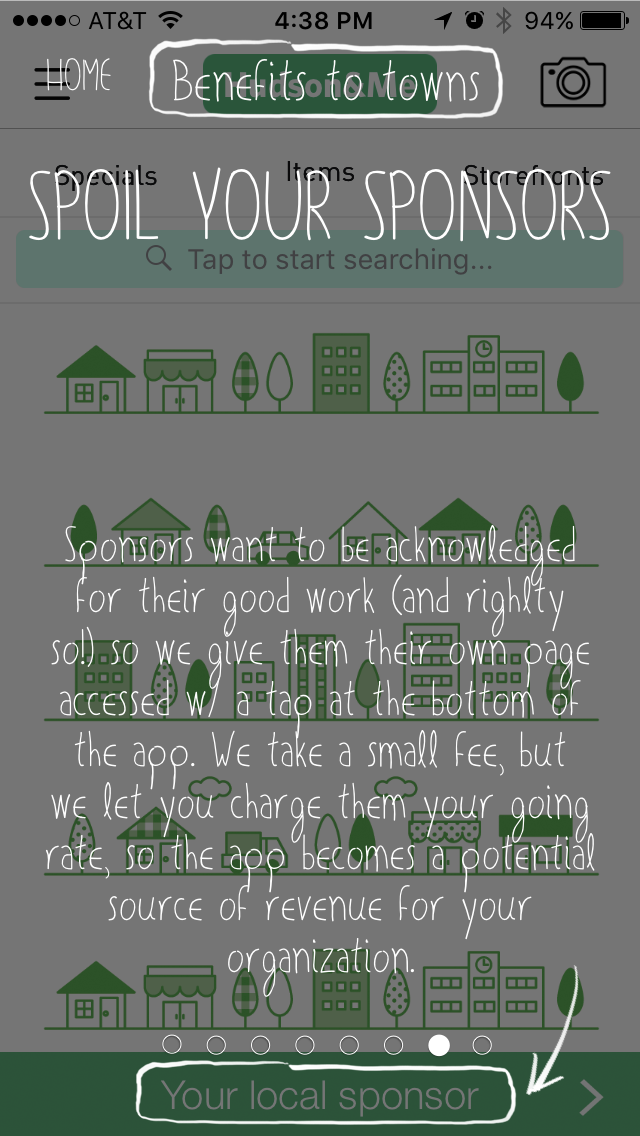 AT&T 4:38 PM 94%
HOME Benefits to towns
Hudson&Me
Specials Items Storefronts
SPOIL YOUR SPONSORS
Tap to start searching...
Sponsors want to be acknowledged
for their good work (and righlty
so!) so we give them their own page
accessed w/ a tap at the bottom of
the app. We take a small fee, but
we let you charge them your going
rate, so the app becomes a potential
source of revenue for your
organization.
Your local sponsor